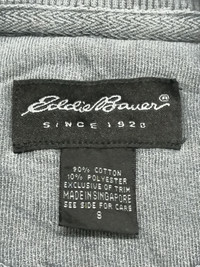 Eddie Bauer®
SINCE 1920
90% COTTON
10% POLYESTER
EXCLUSIVE OF TRIM
MADE IN SINGAPORE
SEE SIDE FOR CARE
S